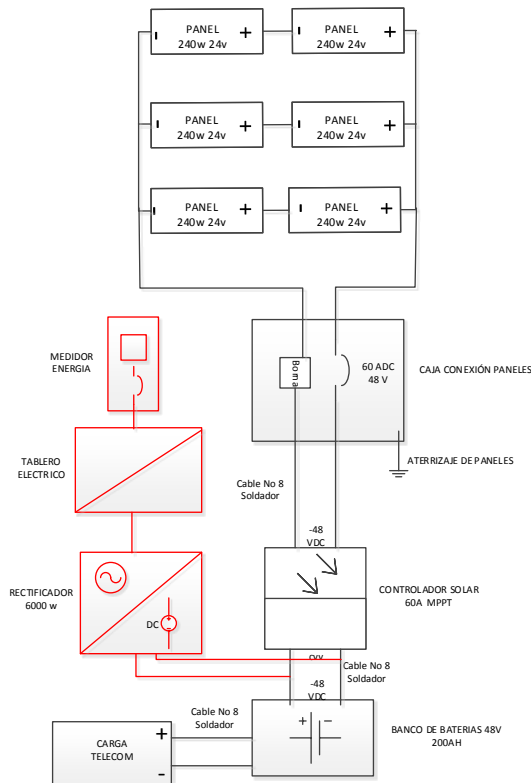 PANEL
240w 24v
PANEL
240w 24v
PANEL
240w 24v
PANEL
240w 24v
PANEL
240w 24v
PANEL
240w 24v
MEDIDOR
ENERGIA
Borna
60 ADC
48 V
CAJA CONEXIÓN PANELES
TABLERO
ELECTRICO
ATERRIZAJE DE PANELES
Cable No 8
Soldador
-48
VDC
RECTIFICADOR
6000 w
DC
CONTROLADOR SOLAR
60A MPPT
Cable No 8
Soldador
-48
VDC
Cable No 8
Soldador
BANCO DE BATERIAS 48V
200AH
CARGA
TELECOM